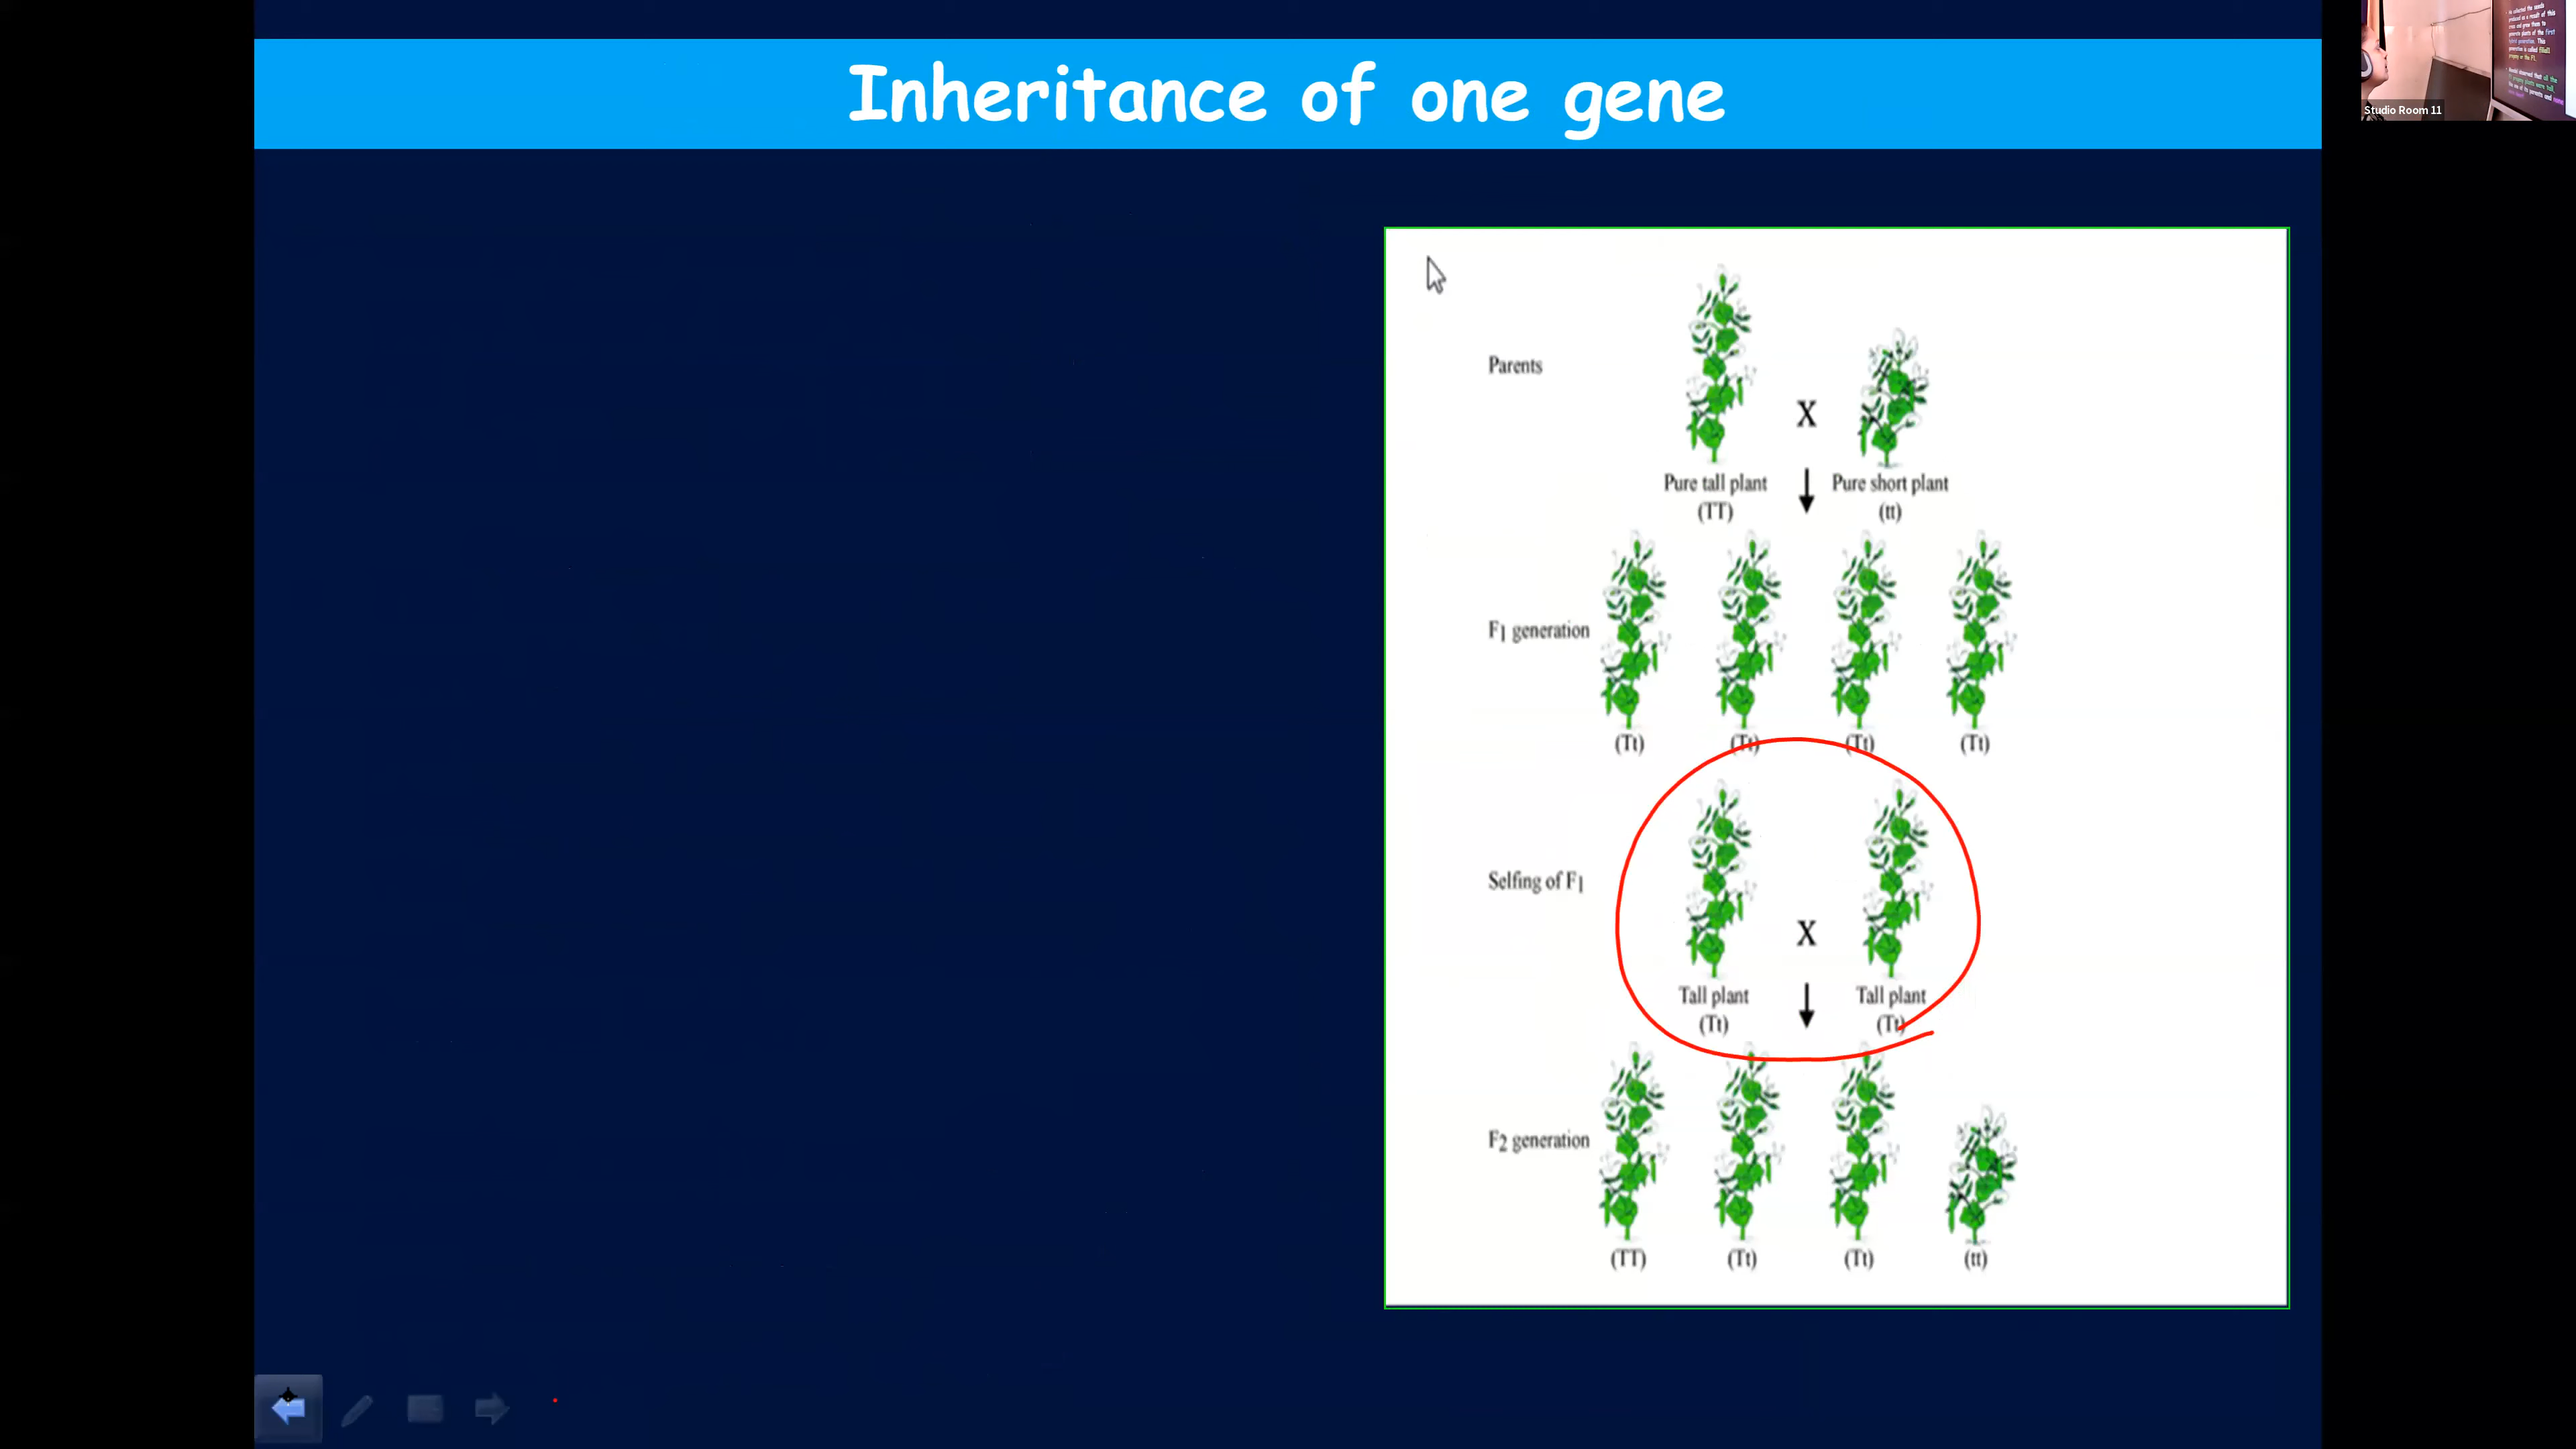 Inheritance of one gene
Studio Room 11
Parents
X
Pure tall plant
(TT)
Pure short plant
(tt)
F1 generation
(Tt) (Tt) (Tt) (Tt)
Selfing of F1
X
Tall plant
(Tt)
Tall plant
(Tt)
F2 generation
(TT) (Tt) (Tt) (tt)